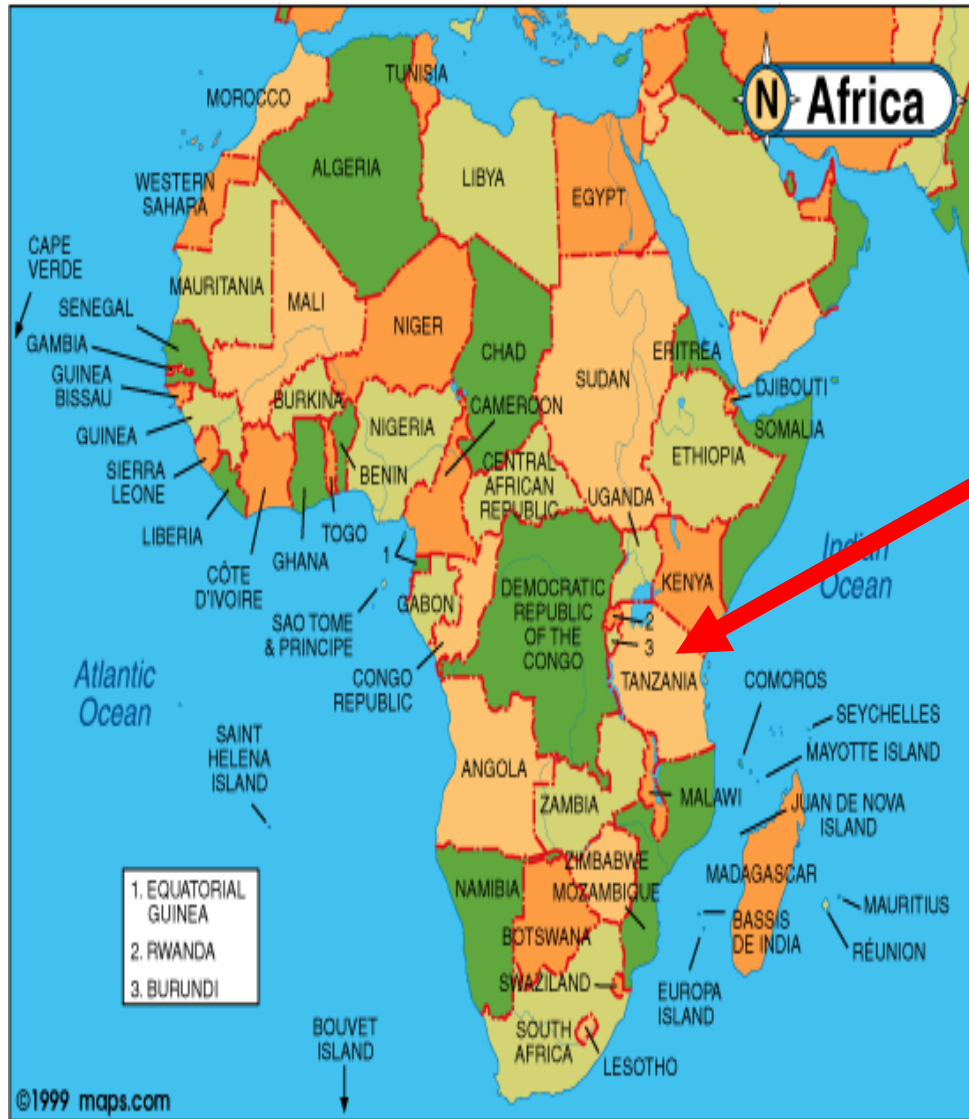 N Africa
TUNISIA
MOROCCO
ALGERIA
LIBYA
EGYPT
WESTERN
SAHARA
CAPE
VERDE
MAURITANIA
MALI
NIGER
CHAD
SUDAN
ERITREA
DJIBOUTI
SOMALIA
ETHIOPIA
SENEGAL
GAMBIA
GUINEA
BISSAU
GUINEA
SIERRA
LEONE
LIBERIA
CÔTE
D'IVOIRE
GHANA
TOGO
BENIN
BURKINA
NIGERIA
CAMEROON
CENTRAL
AFRICAN
REPUBLIC
UGANDA
KENYA
Indian
Ocean
1
SAO TOME
& PRINCIPE
GABON
CONGO
REPUBLIC
DEMOCRATIC
REPUBLIC
OF THE
CONGO
2
3
TANZANIA
COMOROS
SEYCHELLES
MAYOTTE ISLAND
JUAN DE NOVA
ISLAND
Atlantic
Ocean
SAINT
HELENA
ISLAND
ANGOLA
ZAMBIA
MALAWI
ZIMBABWE
MOZAMBIQUE
MADAGASCAR
MAURITIUS
RÉUNION
BASSIS
DE INDIA
EUROPA
ISLAND
NAMIBIA
BOTSWANA
SWAZILAND
SOUTH
AFRICA
LESOTHO
1. EQUATORIAL
GUINEA
2. RWANDA
3. BURUNDI
BOUVET
ISLAND
©1999 maps.com